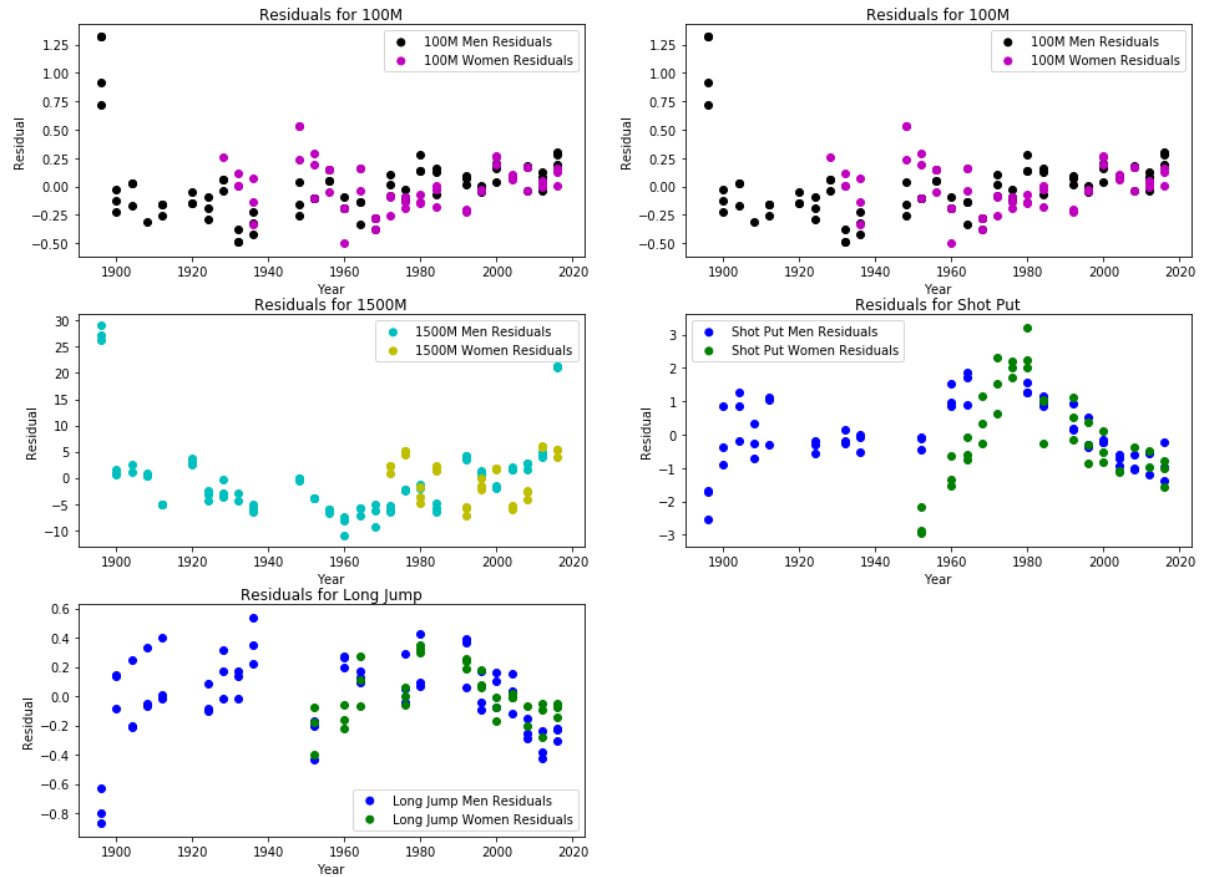 Residuals for 100M
1.25
1.00
0.75
0.50
0.25
0.00
−0.25
−0.50
Residual
100M Men Residuals
100M Women Residuals
1900 1920 1940 1960 1980 2000 2020
Year
Residuals for 100M
1.25
1.00
0.75
0.50
0.25
0.00
−0.25
−0.50
Residual
100M Men Residuals
100M Women Residuals
1900 1920 1940 1960 1980 2000 2020
Year
Residuals for 1500M
30
25
20
15
10
5
0
−5
−10
Residual
1500M Men Residuals
1500M Women Residuals
1900 1920 1940 1960 1980 2000 2020
Year
Residuals for Shot Put
3
2
1
0
−1
−2
−3
Residual
Shot Put Men Residuals
Shot Put Women Residuals
1900 1920 1940 1960 1980 2000 2020
Year
Residuals for Long Jump
0.6
0.4
0.2
0.0
−0.2
−0.4
−0.6
−0.8
Residual
Long Jump Men Residuals
Long Jump Women Residuals
1900 1920 1940 1960 1980 2000 2020
Year